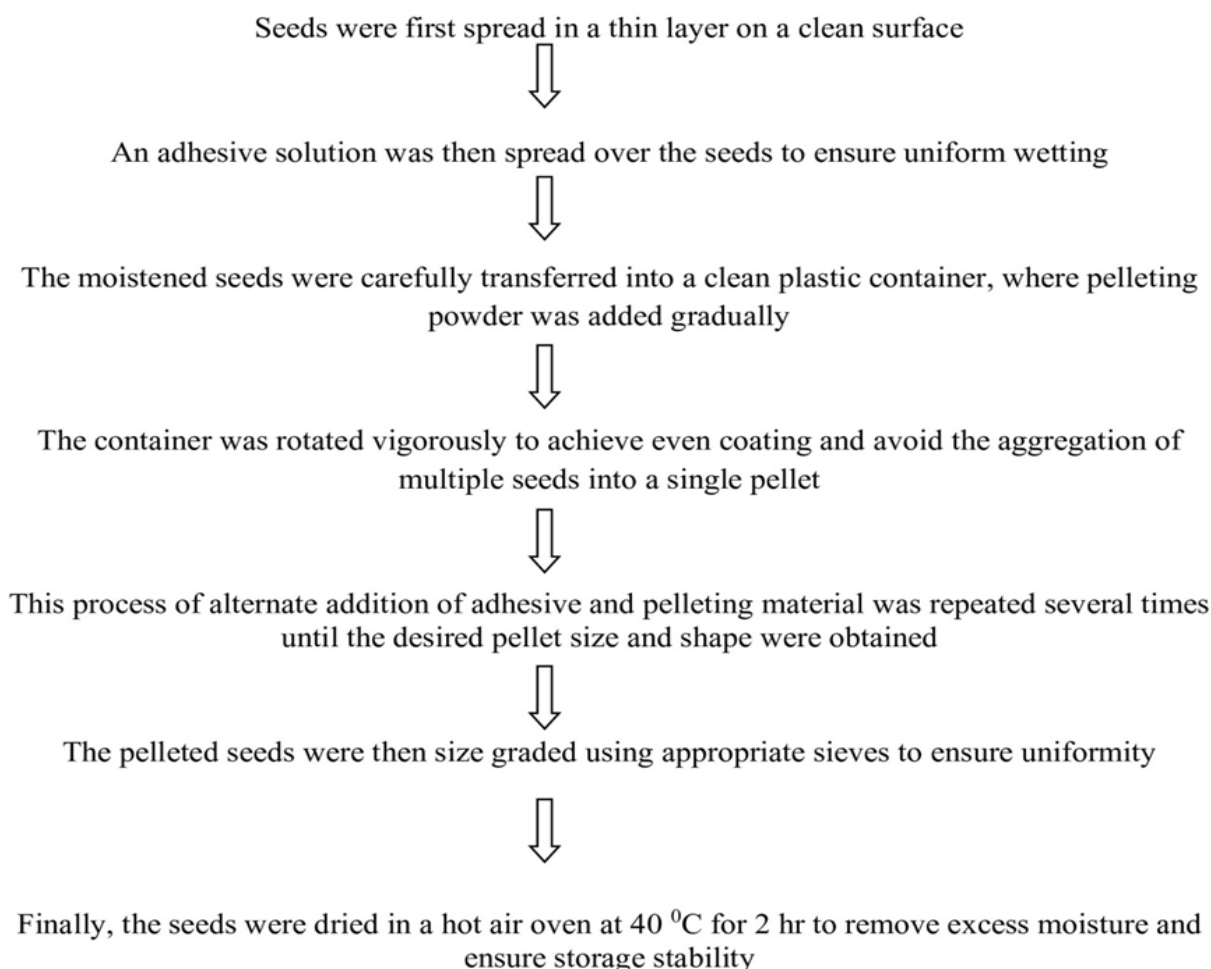 Seeds were first spread in a thin layer on a clean surface
An adhesive solution was then spread over the seeds to ensure uniform wetting
The moistened seeds were carefully transferred into a clean plastic container, where pelleting
powder was added gradually
The container was rotated vigorously to achieve even coating and avoid the aggregation of
multiple seeds into a single pellet
This process of alternate addition of adhesive and pelleting material was repeated several times
until the desired pellet size and shape were obtained
The pelleted seeds were then size graded using appropriate sieves to ensure uniformity
Finally, the seeds were dried in a hot air oven at 40 ⁰C for 2 hr to remove excess moisture and
ensure storage stability